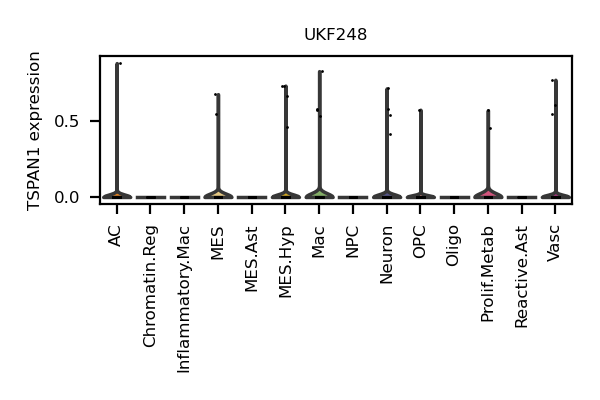 UKF248
TSPAN1 expression
0.5
0.0
AC
Chromatin.Reg
Inflammatory.Mac
MES
MES.Ast
MES.Hyp
Mac
NPC
Neuron
OPC
Oligo
Prolif.Metab
Reactive.Ast
Vasc